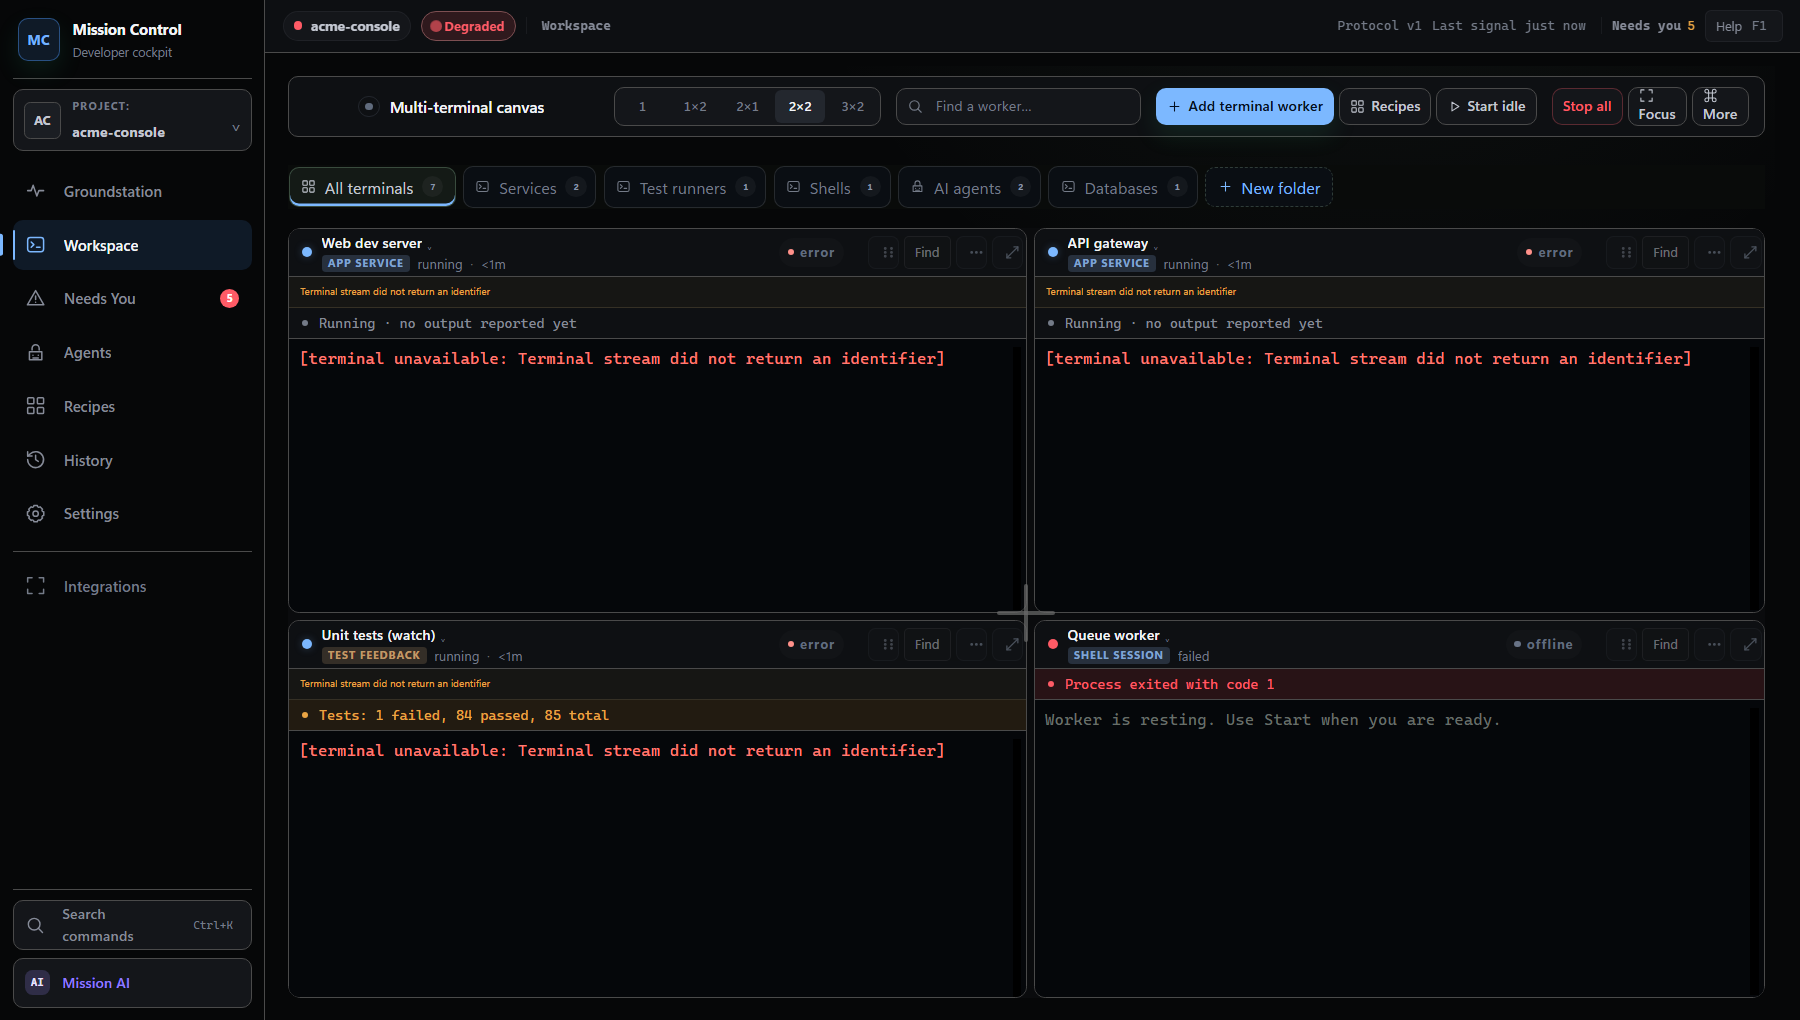 MC
Mission Control
Developer cockpit
AC
PROJECT:
acme-console
Groundstation
Workspace
Needs You 5
Agents
Recipes
History
Settings
Integrations
Search commands Ctrl+K
AI Mission AI
acme-console Degraded Workspace
Protocol v1 Last signal just now Needs you 5 Help F1
Multi-terminal canvas
1 1×2 2×1 2×2 3×2
Find a worker...
+ Add terminal worker
Recipes
Start idle
Stop all
Focus
⌘ More
All terminals 7
Services 2
Test runners 1
Shells 1
AI agents 2
Databases 1
+ New folder
Web dev server
APP SERVICE running · <1m
error
Find
Terminal stream did not return an identifier
Running · no output reported yet
[terminal unavailable: Terminal stream did not return an identifier]
API gateway
APP SERVICE running · <1m
error
Find
Terminal stream did not return an identifier
Running · no output reported yet
[terminal unavailable: Terminal stream did not return an identifier]
Unit tests (watch)
TEST FEEDBACK running · <1m
error
Find
Terminal stream did not return an identifier
Tests: 1 failed, 84 passed, 85 total
[terminal unavailable: Terminal stream did not return an identifier]
Queue worker
SHELL SESSION failed
offline
Find
Process exited with code 1
Worker is resting. Use Start when you are ready.